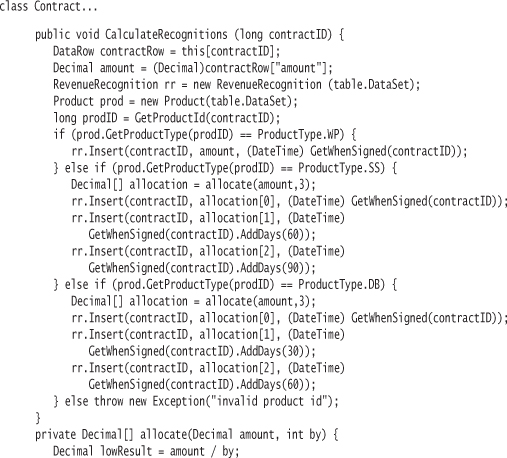 class Contract...
public void CalculateRecognitions (long contractID) {
DataRow contractRow = this[contractID];
Decimal amount = (Decimal)contractRow["amount"];
RevenueRecognition rr = new RevenueRecognition (table.DataSet);
Product prod = new Product(table.DataSet);
long prodID = GetProductId(contractID);
if (prod.GetProductType(prodID) == ProductType.WP) {
rr.Insert(contractID, amount, (DateTime) GetWhenSigned(contractID));
} else if (prod.GetProductType(prodID) == ProductType.SS) {
Decimal[] allocation = allocate(amount,3);
rr.Insert(contractID, allocation[0], (DateTime) GetWhenSigned(contractID));
rr.Insert(contractID, allocation[1], (DateTime)
GetWhenSigned(contractID).AddDays(60));
rr.Insert(contractID, allocation[2], (DateTime)
GetWhenSigned(contractID).AddDays(90));
} else if (prod.GetProductType(prodID) == ProductType.DB) {
Decimal[] allocation = allocate(amount,3);
rr.Insert(contractID, allocation[0], (DateTime) GetWhenSigned(contractID));
rr.Insert(contractID, allocation[1], (DateTime)
GetWhenSigned(contractID).AddDays(30));
rr.Insert(contractID, allocation[2], (DateTime)
GetWhenSigned(contractID).AddDays(60));
} else throw new Exception("invalid product id");
}
private Decimal[] allocate(Decimal amount, int by) {
Decimal lowResult = amount / by;